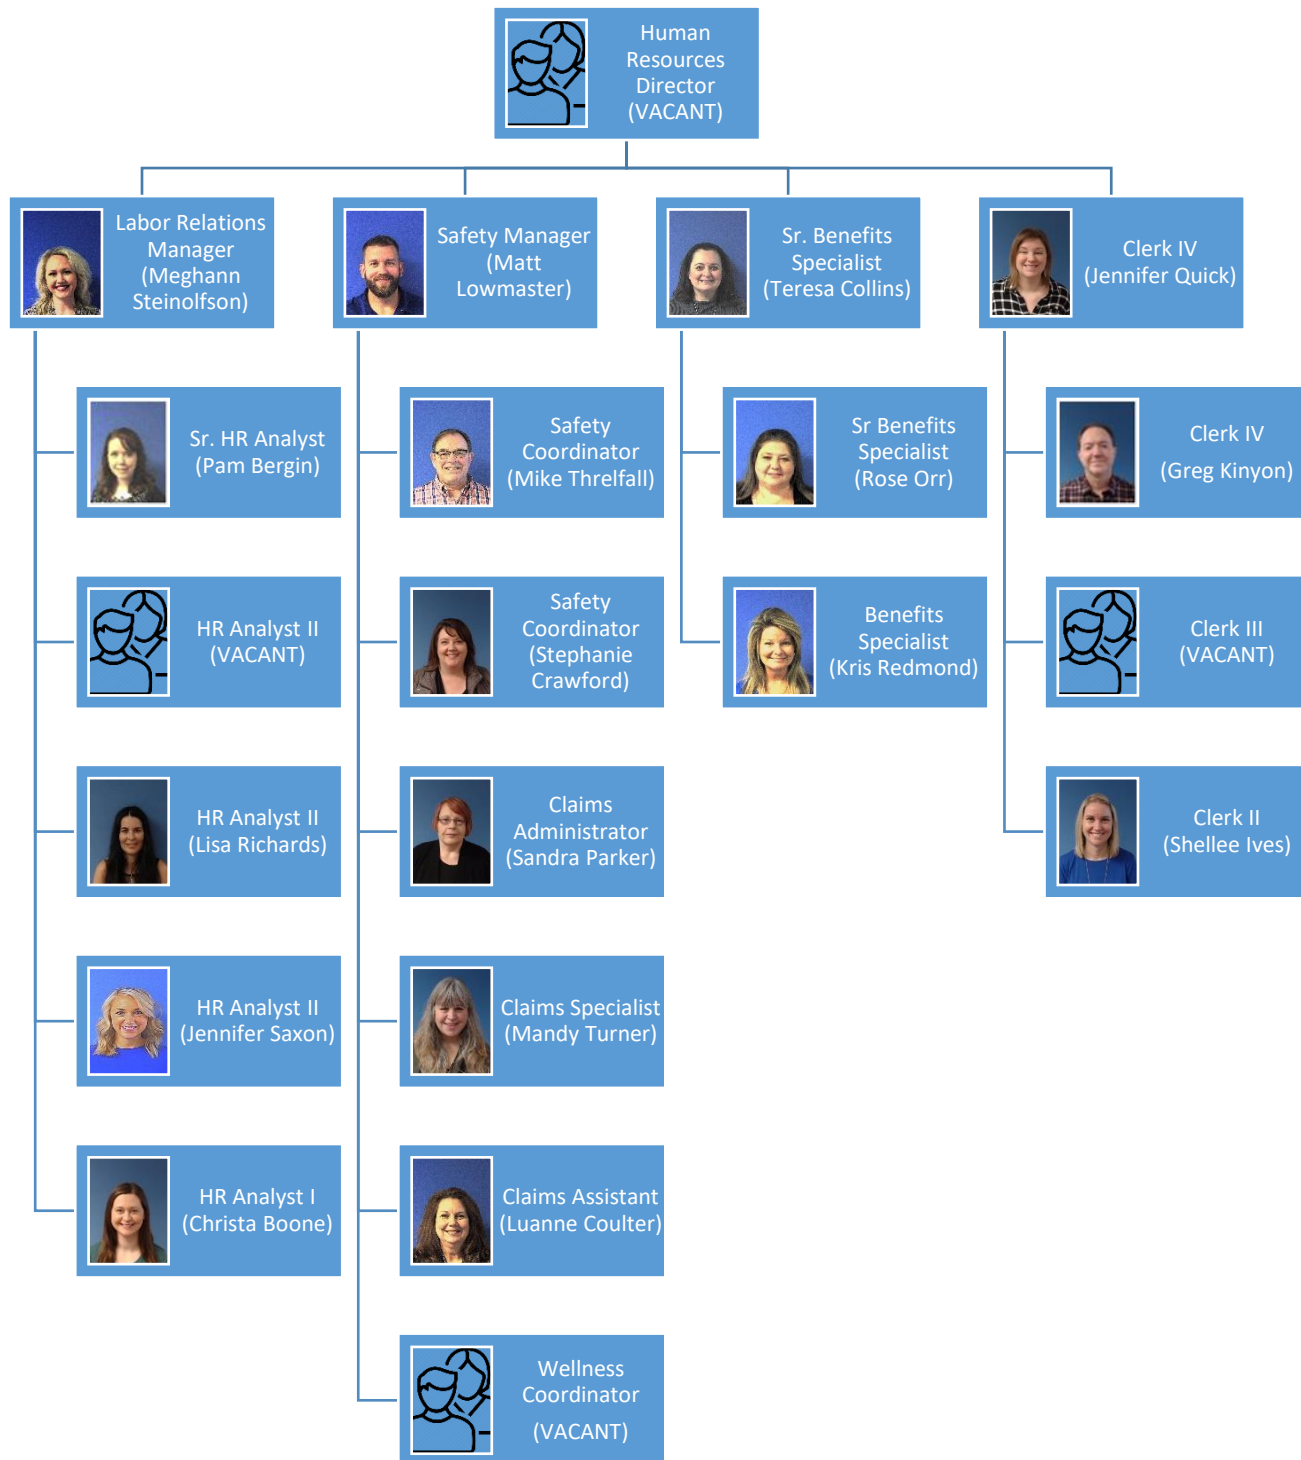 Human
Resources
Director
(VACANT)
Labor Relations
Manager
(Meghann
Steinolfson)
Safety Manager
(Matt
Lowmaster)
Sr. Benefits
Specialist
(Teresa Collins)
Clerk IV
(Jennifer Quick)
Sr. HR Analyst
(Pam Bergin)
Safety
Coordinator
(Mike Threlfall)
Sr Benefits
Specialist
(Rose Orr)
Clerk IV
(Greg Kinyon)
HR Analyst II
(VACANT)
Safety
Coordinator
(Stephanie
Crawford)
Benefits
Specialist
(Kris Redmond)
Clerk III
(VACANT)
HR Analyst II
(Lisa Richards)
Claims
Administrator
(Sandra Parker)
Clerk II
(Shellee Ives)
HR Analyst II
(Jennifer Saxon)
Claims Specialist
(Mandy Turner)
HR Analyst I
(Christa Boone)
Claims Assistant
(Luanne Coulter)
Wellness
Coordinator
(VACANT)